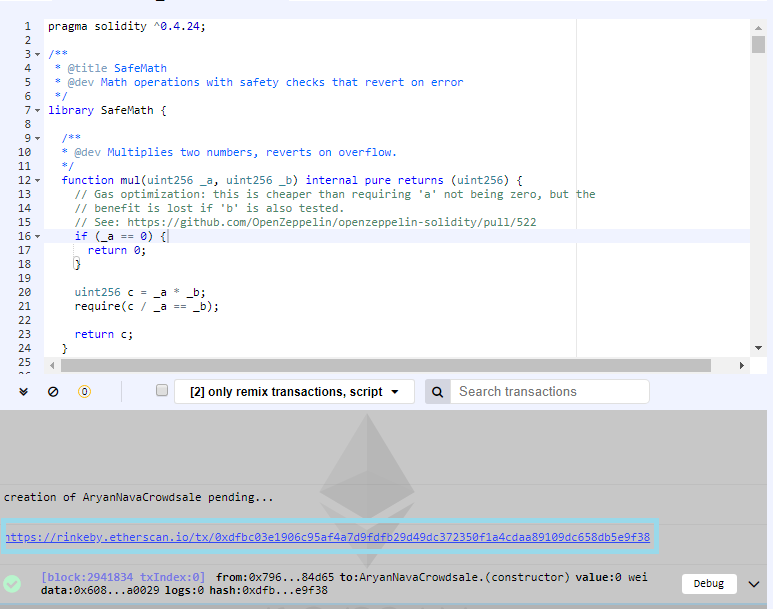 1 pragma solidity ^0.4.24;
2
3 /**
4 * @title SafeMath
5 * @dev Math operations with safety checks that revert on error
6 */
7 library SafeMath {
8
9 /**
10 * @dev Multiplies two numbers, reverts on overflow.
11 */
12 function mul(uint256 _a, uint256 _b) internal pure returns (uint256) {
13 // Gas optimization: this is cheaper than requiring 'a' not being zero, but the
14 // benefit is lost if 'b' is also tested.
15 // See: https://github.com/OpenZeppelin/openzeppelin-solidity/pull/522
16 if (_a == 0) {
17 return 0;
18 }
19
20 uint256 c = _a * _b;
21 require(c / _a == _b);
22
23 return c;
24 }
25
0 [2] only remix transactions, script Search transactions
creation of AryanNavaCrowdsale pending...
https://rinkeby.etherscan.io/tx/0xdfbc03e1906c95af4a7d9fdfb29d49dc372350f1a4cdaa89109dc658db5e9f38
[block:2941834 txIndex:0] from:0x796...84d65 to:AryanNavaCrowdsale.(constructor) value:0 wei
data:0x608...a0029 logs:0 hash:0xdfb...e9f38
Debug